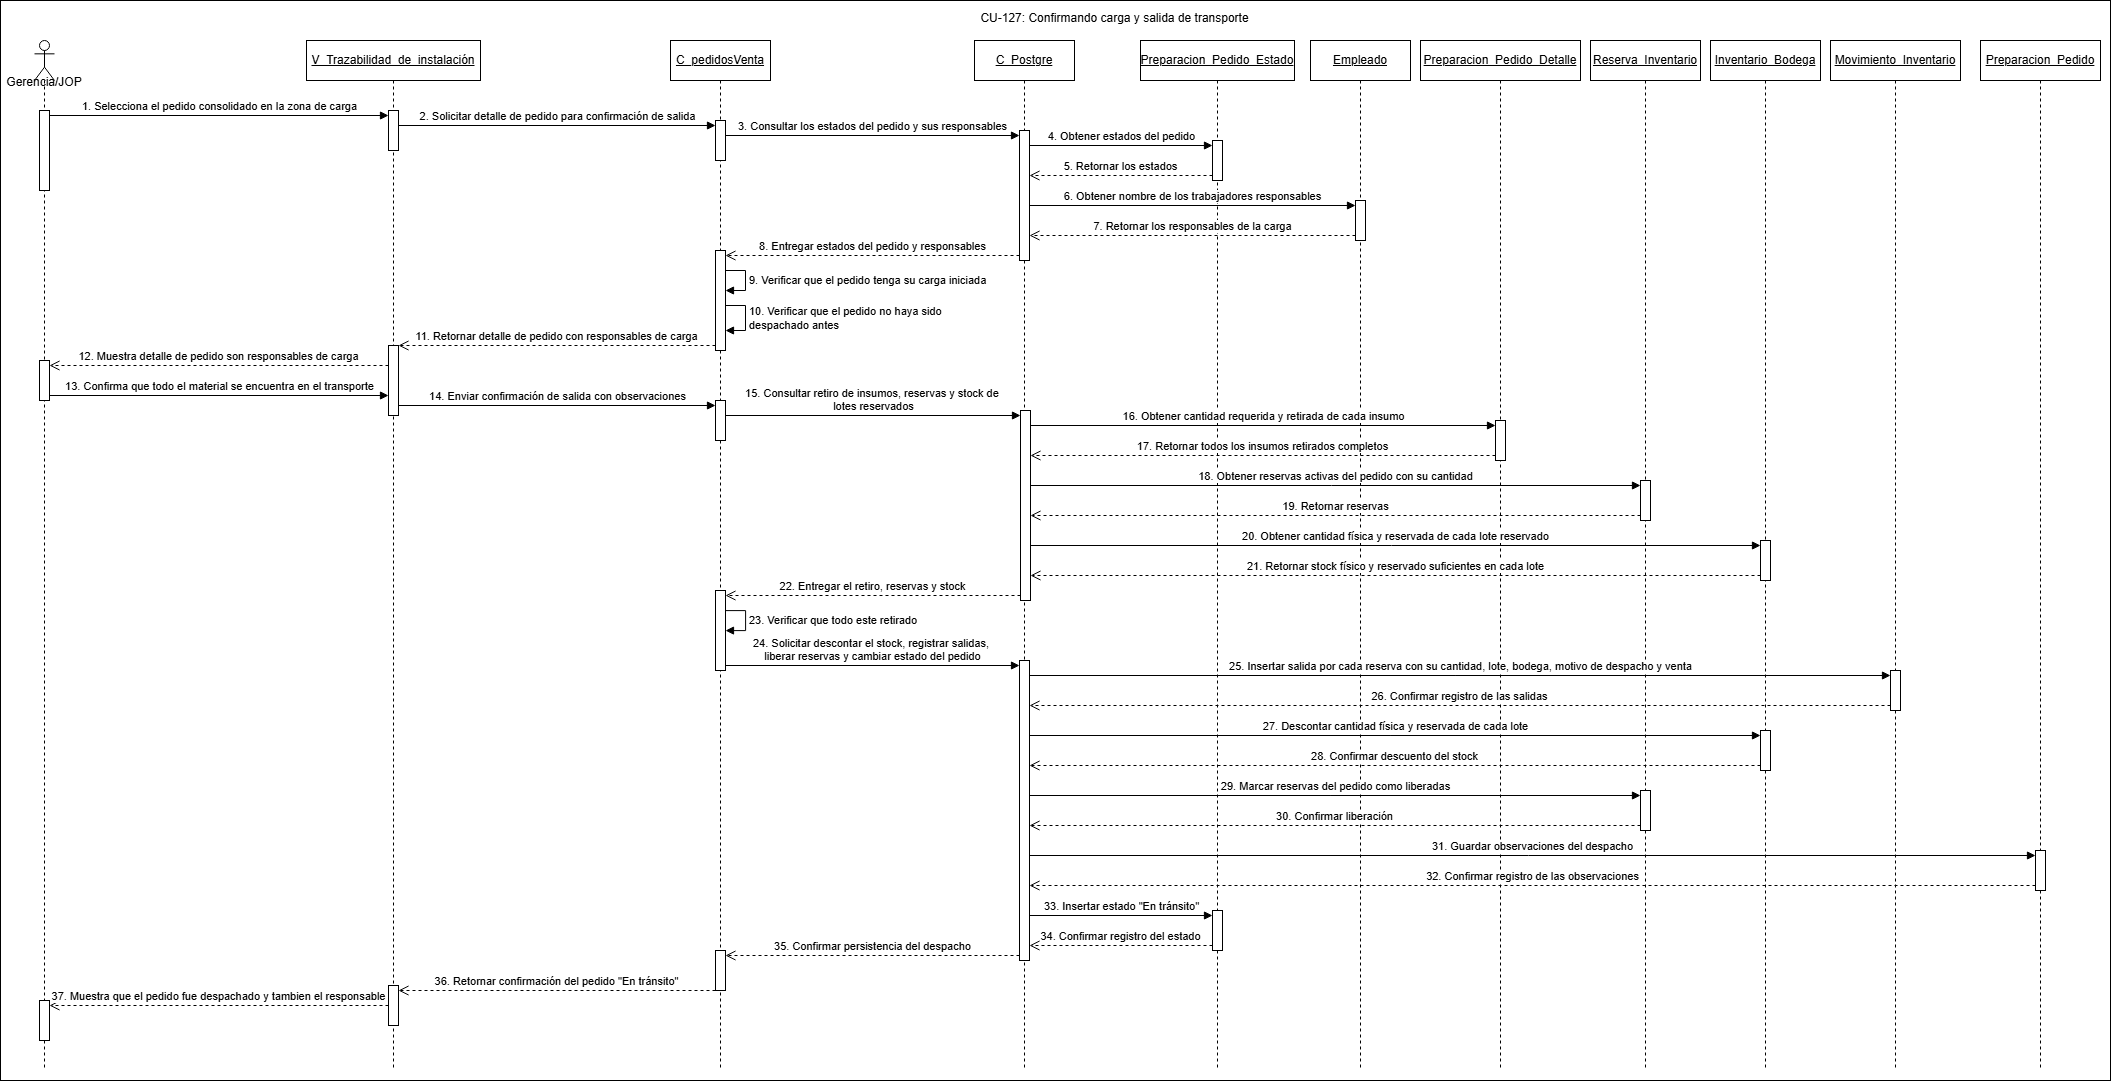 CU-127: Confirmando carga y salida de transporte
Gerencia/JOP
V_Trazabilidad_de_instalación
C_pedidosVenta
C_Postgre
Preparacion_Pedido_Estado
Empleado
Preparacion_Pedido_Detalle
Reserva_Inventario
Inventario_Bodega
Movimiento_Inventario
Preparacion_Pedido
1. Selecciona el pedido consolidado en la zona de carga
2. Solicitar detalle de pedido para confirmación de salida
3. Consultar los estados del pedido y sus responsables
4. Obtener estados del pedido
5. Retornar los estados
6. Obtener nombre de los trabajadores responsables
7. Retornar los responsables de la carga
8. Entregar estados del pedido y responsables
9. Verificar que el pedido tenga su carga iniciada
10. Verificar que el pedido no haya sido
despachado antes
11. Retornar detalle de pedido con responsables de carga
12. Muestra detalle de pedido son responsables de carga
13. Confirma que todo el material se encuentra en el transporte
14. Enviar confirmación de salida con observaciones
15. Consultar retiro de insumos, reservas y stock de
lotes reservados
16. Obtener cantidad requerida y retirada de cada insumo
17. Retornar todos los insumos retirados completos
18. Obtener reservas activas del pedido con su cantidad
19. Retornar reservas
20. Obtener cantidad física y reservada de cada lote reservado
21. Retornar stock físico y reservado suficientes en cada lote
22. Entregar el retiro, reservas y stock
23. Verificar que todo este retirado
24. Solicitar descontar el stock, registrar salidas,
liberar reservas y cambiar estado del pedido
25. Insertar salida por cada reserva con su cantidad, lote, bodega, motivo de despacho y venta
26. Confirmar registro de las salidas
27. Descontar cantidad física y reservada de cada lote
28. Confirmar descuento del stock
29. Marcar reservas del pedido como liberadas
30. Confirmar liberación
31. Guardar observaciones del despacho
32. Confirmar registro de las observaciones
33. Insertar estado "En tránsito"
34. Confirmar registro del estado
35. Confirmar persistencia del despacho
36. Retornar confirmación del pedido "En tránsito"
37. Muestra que el pedido fue despachado y tambien el responsable